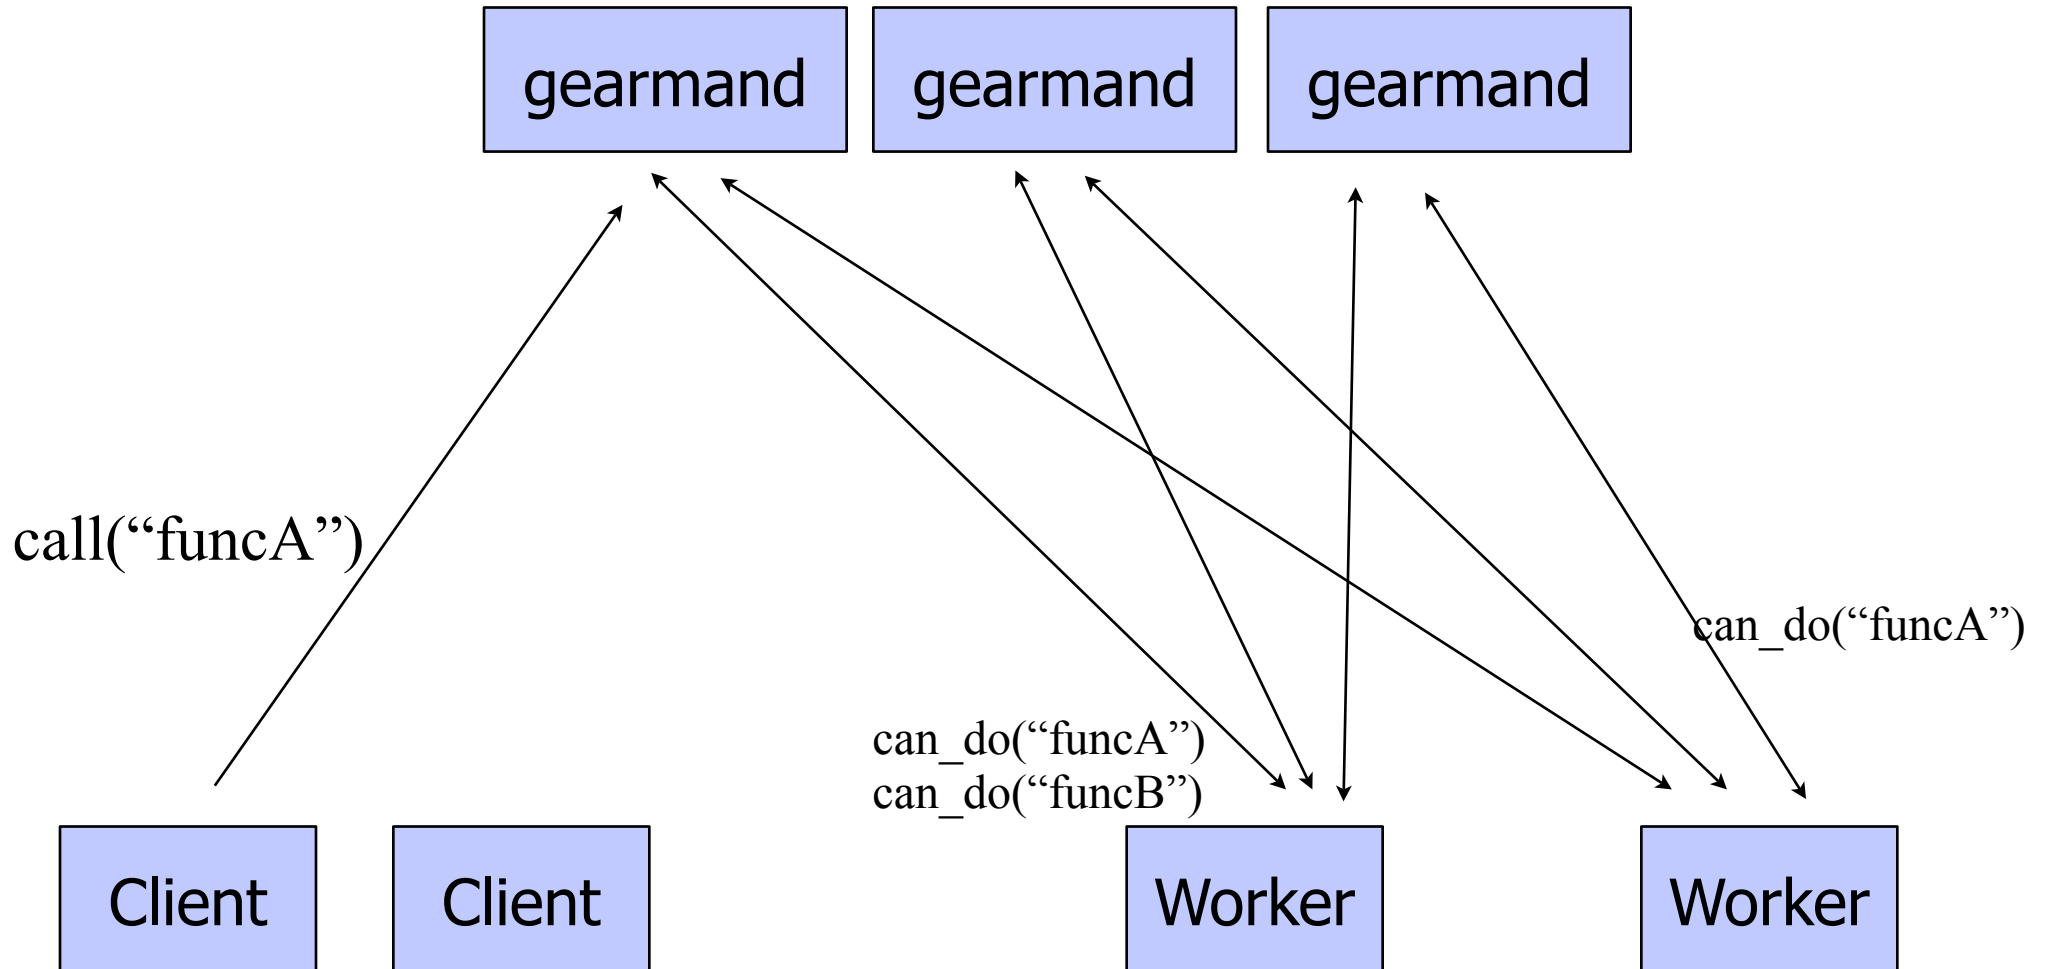 gearmand
gearmand
gearmand
call(“funcA”)
can_do(“funcA”)
can_do(“funcA”)
can_do(“funcB”)
Client
Client
Worker
Worker